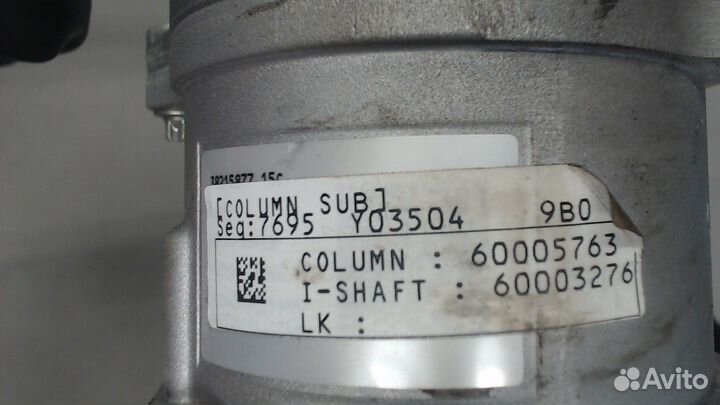 [COLUMN SUB]
Seq:7695 Y03504 9B0
COLUMN : 60005763
I-SHAFT : 60003276
LK :
Avito